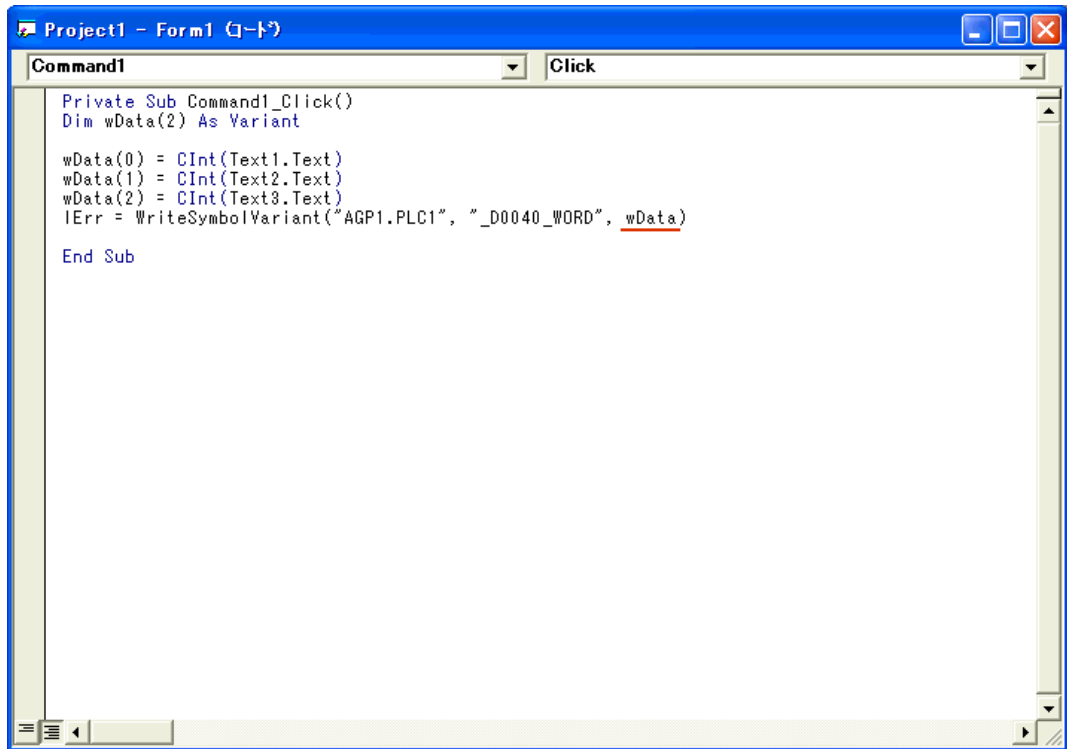 Project1 - Form1 (コード)
Command1
Click
Private Sub Command1_Click()
Dim wData(2) As Variant
wData(0) = CInt(Text1.Text)
wData(1) = CInt(Text2.Text)
wData(2) = CInt(Text3.Text)
lErr = WriteSymbolVariant("AGP1.PLC1", "_D0040_WORD", wData)
End Sub